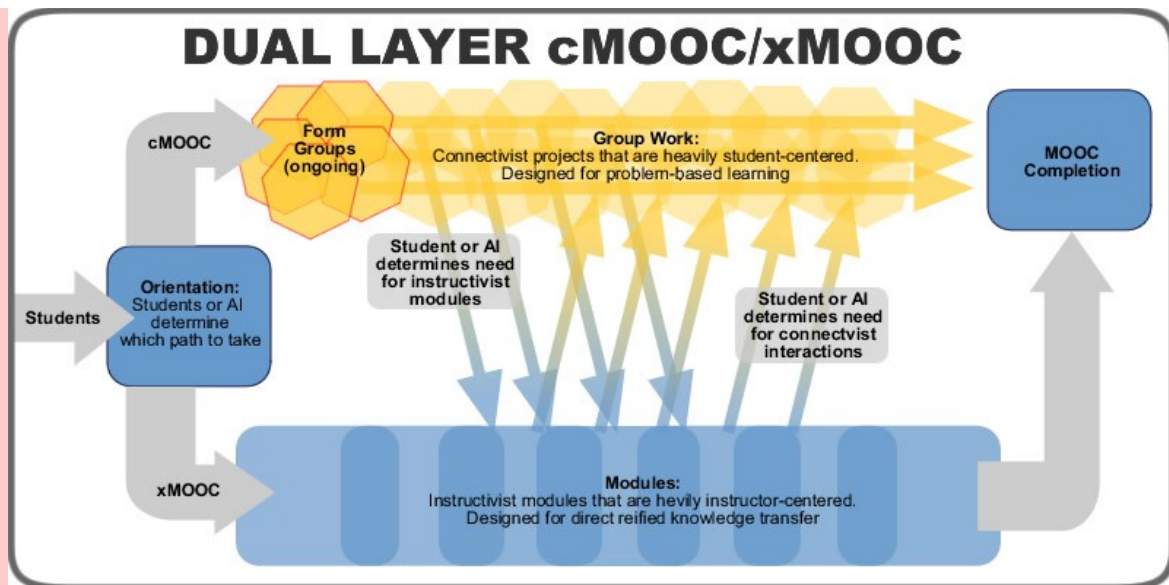 DUAL LAYER cMOOC/xMOOC
cMOOC
Form
Groups
(ongoing)
Group Work:
Connectivist projects that are heavily student-centered.
Designed for problem-based learning
MOOC
Completion
Student or AI
determines need
for instructivist
modules
Students
Orientation:
Students or AI
determine
which path to take
Student or AI
determines need
for connectvist
interactions
xMOOC
Modules:
Instructivist modules that are hevily instructor-centered.
Designed for direct reified knowledge transfer